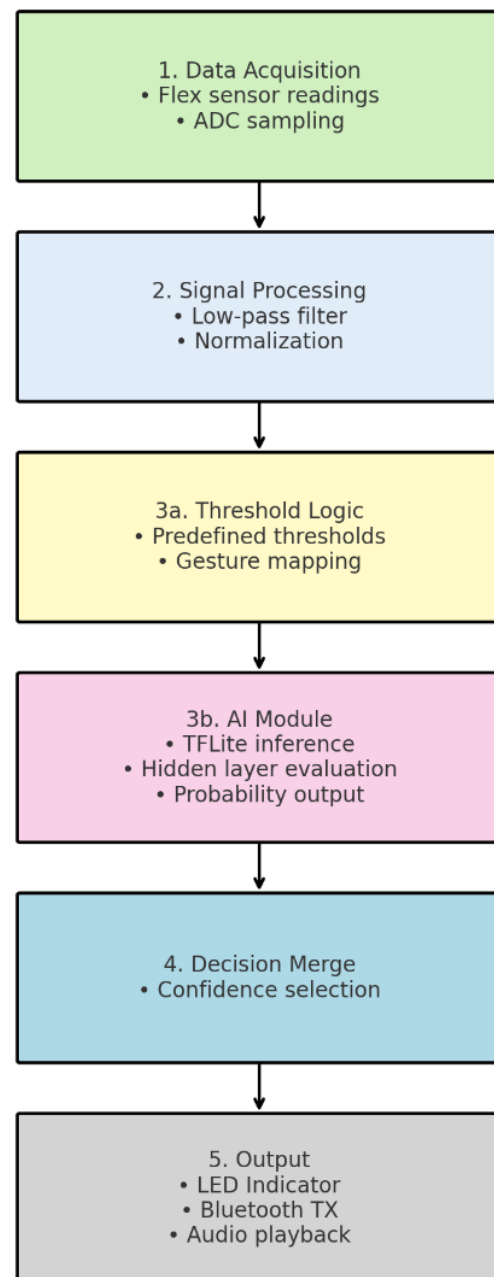 1. Data Acquisition
• Flex sensor readings
• ADC sampling
2. Signal Processing
• Low-pass filter
• Normalization
3a. Threshold Logic
• Predefined thresholds
• Gesture mapping
3b. AI Module
• TFLite inference
• Hidden layer evaluation
• Probability output
4. Decision Merge
• Confidence selection
5. Output
• LED Indicator
• Bluetooth TX
• Audio playback